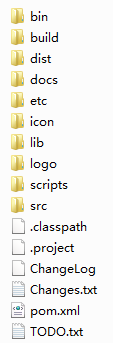 bin
build
dist
docs
etc
icon
lib
logo
scripts
src
.classpath
.project
ChangeLog
Changes.txt
pom.xml
TODO.txt